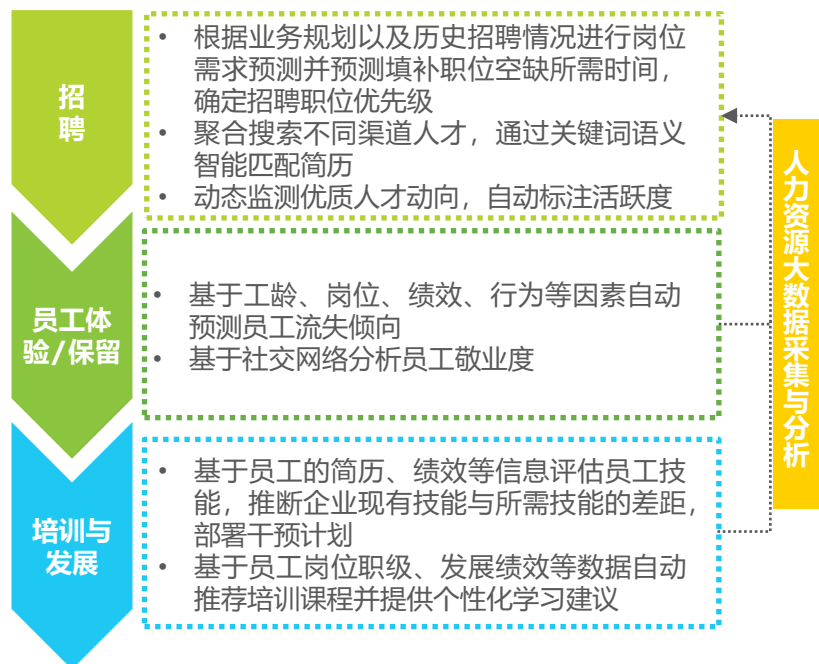 招
聘
• 根据业务规划以及历史招聘情况进行岗位
需求预测并预测填补职位空缺所需时间，
确定招聘职位优先级
• 聚合搜索不同渠道人才，通过关键词语义
智能匹配简历
• 动态监测优质人才动向，自动标注活跃度
员工体
验/保留
• 基于工龄、岗位、绩效、行为等因素自动
预测员工流失倾向
• 基于社交网络分析员工敬业度
培训与
发展
• 基于员工的简历、绩效等信息评估员工技
能，推断企业现有技能与所需技能的差距，
部署干预计划
• 基于员工岗位职级、发展绩效等数据自动
推荐培训课程并提供个性化学习建议
人力资源大数据采集与分析